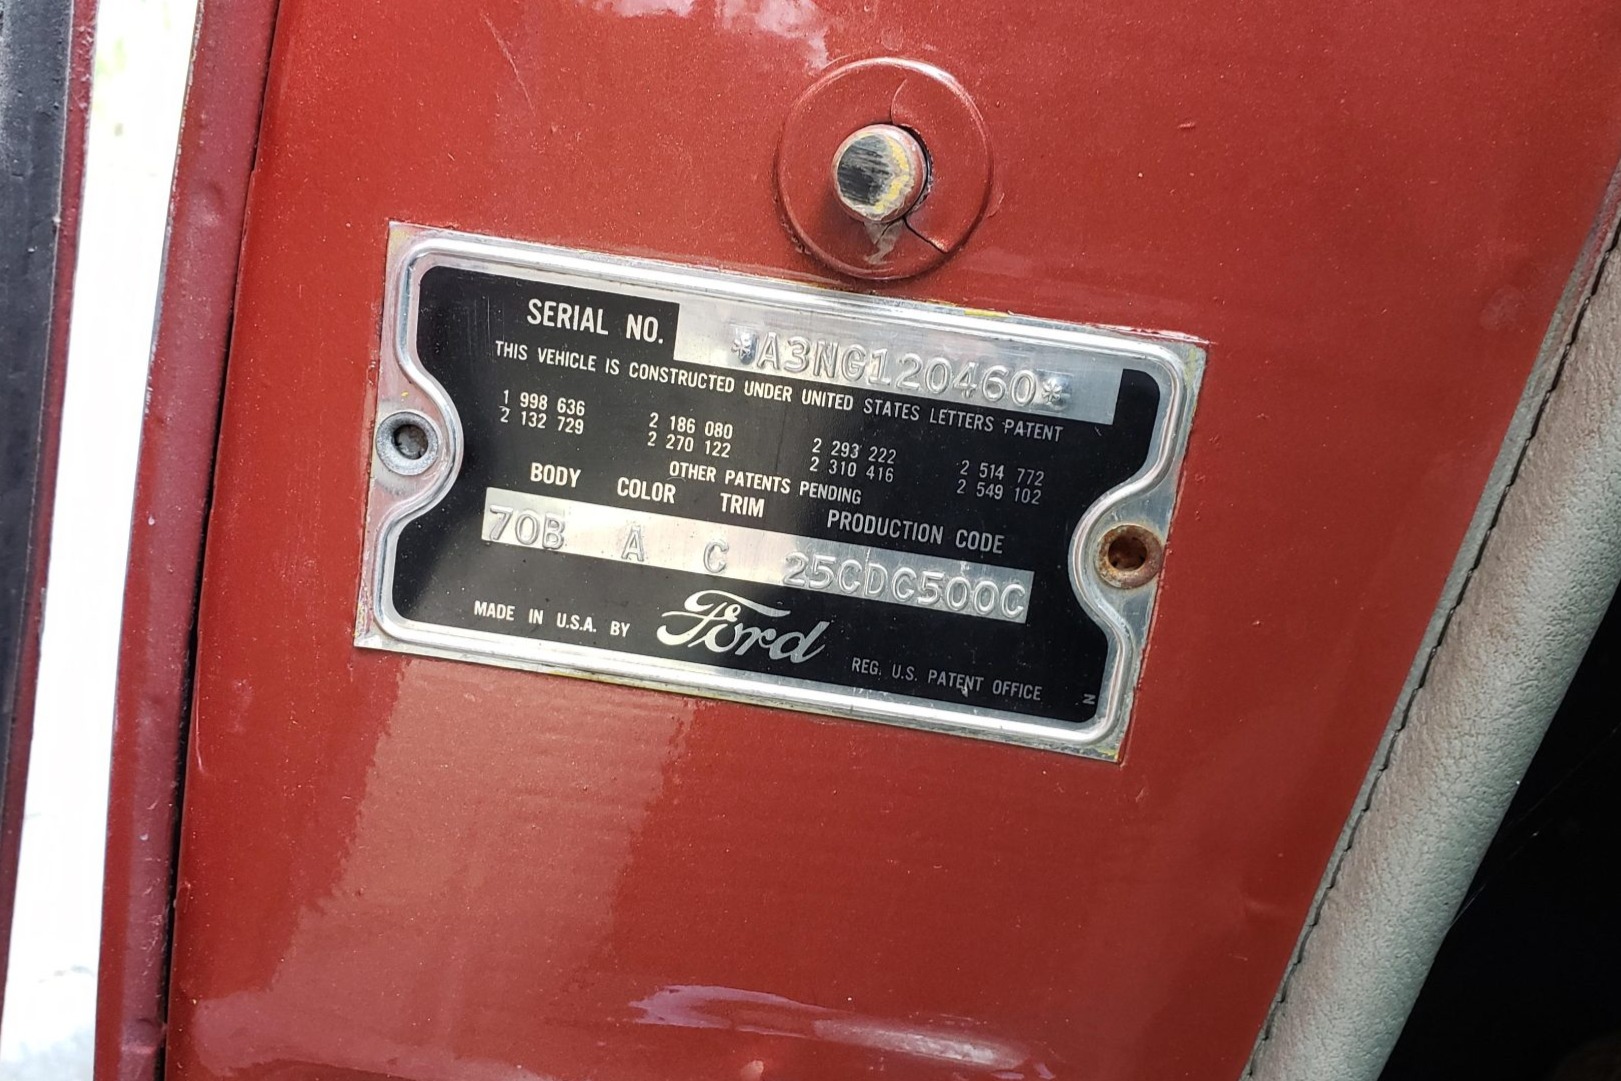 SERIAL NO. *A3NG120460*
THIS VEHICLE IS CONSTRUCTED UNDER UNITED STATES LETTERS PATENT
1 998 636 2 186 080 2 293 222 2 514 772
2 132 729 2 270 122 2 310 416 2 549 102
OTHER PATENTS PENDING
BODY COLOR TRIM PRODUCTION CODE
70B A C 25CDG500C
MADE IN U.S.A. BY Ford REG. U.S. PATENT OFFICE
N